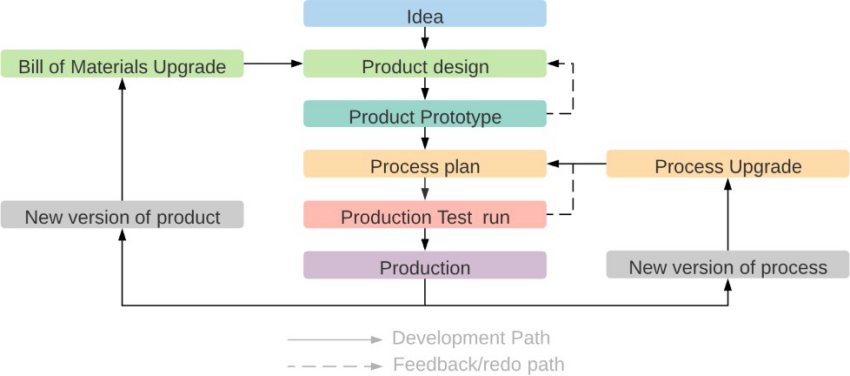 Idea
Bill of Materials Upgrade
Product design
Product Prototype
Process plan
Process Upgrade
New version of product
Production Test run
Production
New version of process
Development Path
Feedback/redo path